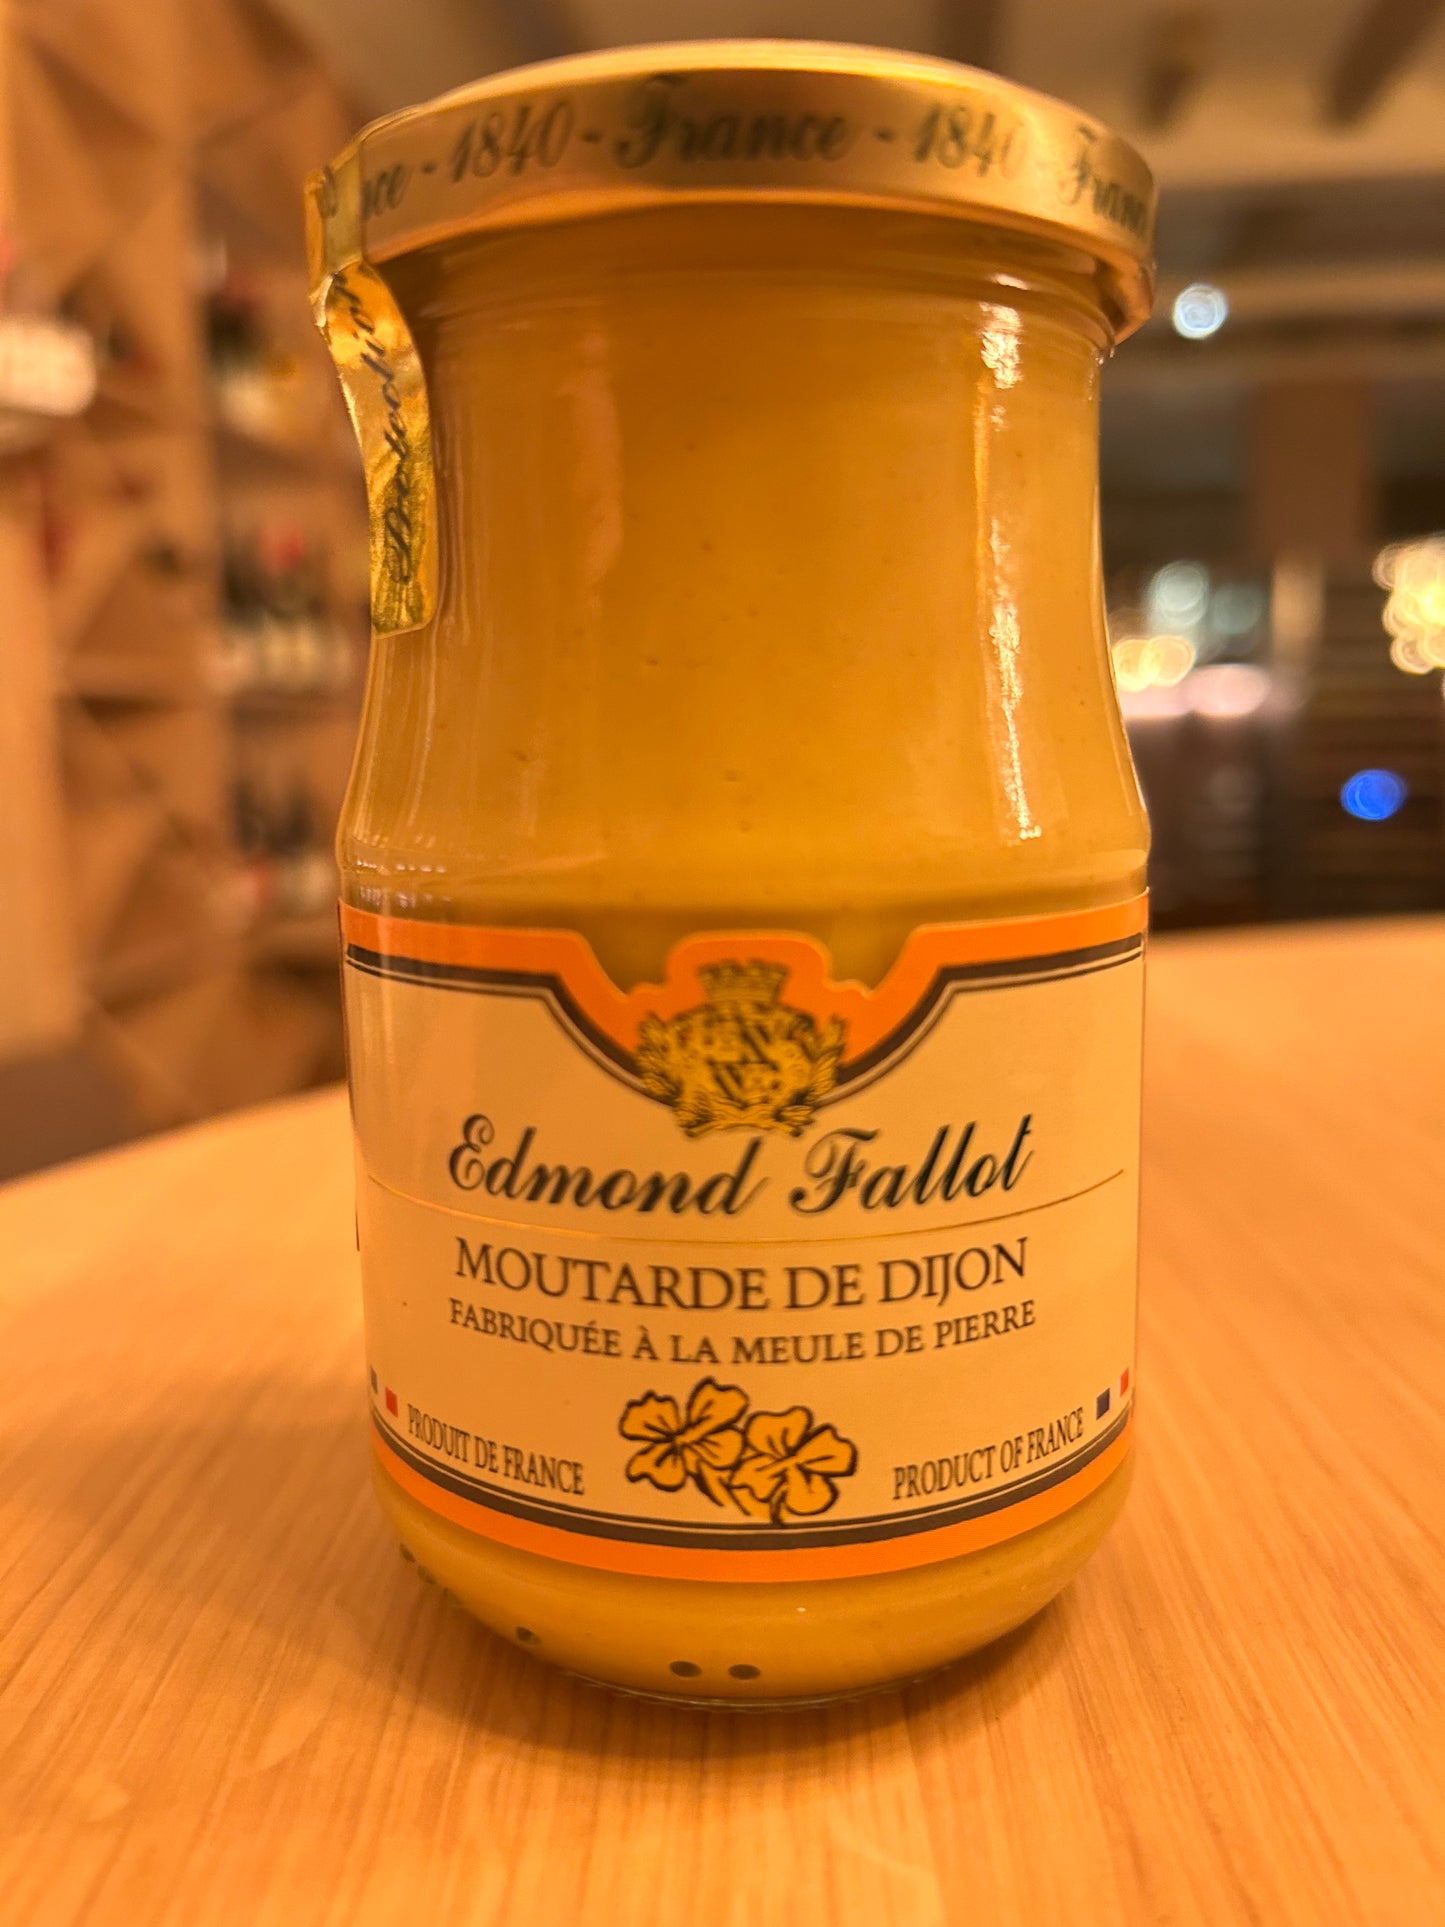 1840 - France - 1840
Edmond Fallot
MOUTARDE DE DIJON
FABRIQUÉE À LA MEULE DE PIERRE
PRODUIT DE FRANCE
PRODUCT OF FRANCE